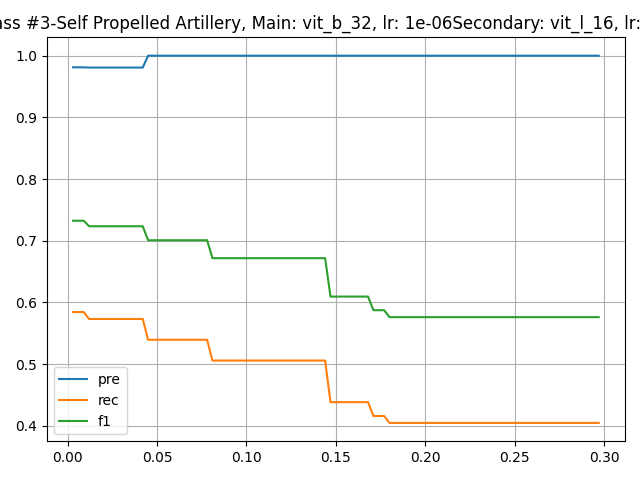 ass #3-Self Propelled Artillery, Main: vit_b_32, lr: 1e-06Secondary: vit_l_16, lr:
1.0
0.9
0.8
0.7
0.6
0.5
0.4
pre
rec
f1
0.00 0.05 0.10 0.15 0.20 0.25 0.30